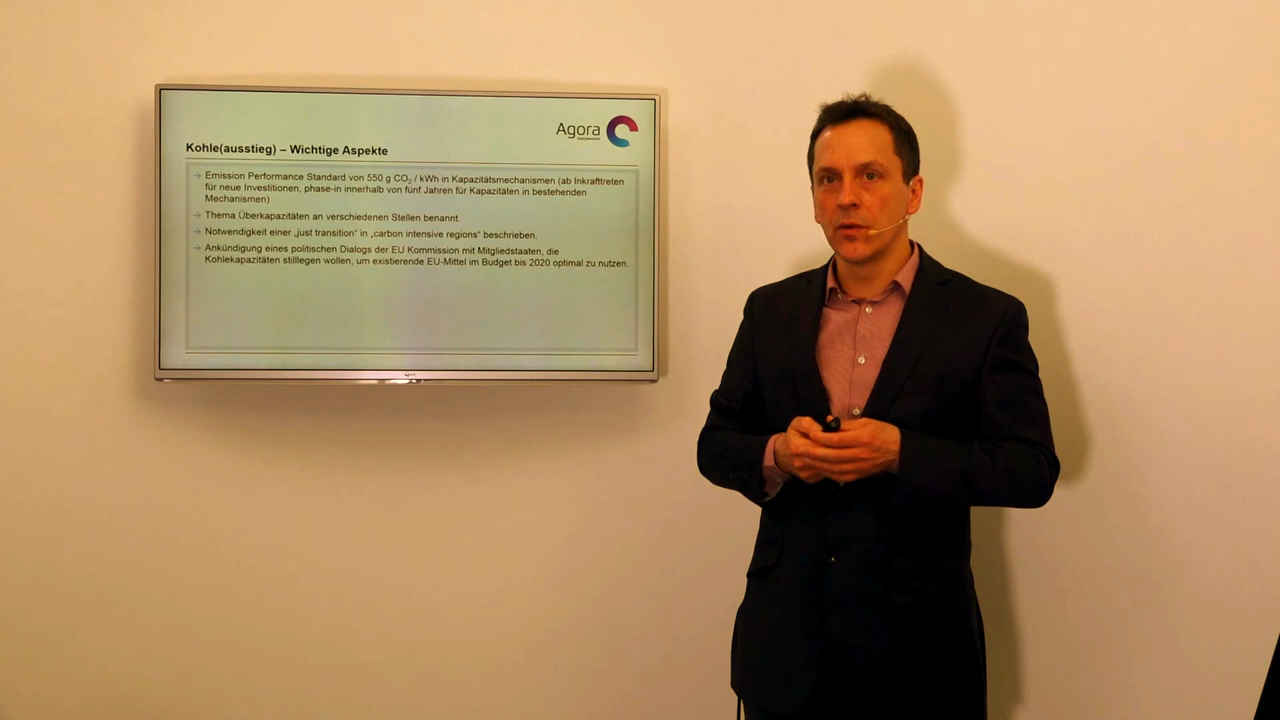 Agora
Kohle(ausstieg) – Wichtige Aspekte
→ Emission Performance Standard von 550 g CO₂ / kWh in Kapazitätsmechanismen (ab Inkrafttreten
für neue Investitionen, phase-in innerhalb von fünf Jahren für Kapazitäten in bestehenden
Mechanismen)
→ Thema Überkapazitäten an verschiedenen Stellen benannt.
→ Notwendigkeit einer „just transition“ in „carbon intensive regions“ beschrieben.
→ Ankündigung eines politischen Dialogs der EU Kommission mit Mitgliedstaaten, die
Kohlekapazitäten stilllegen wollen, um existierende EU-Mittel im Budget bis 2020 optimal zu nutzen.